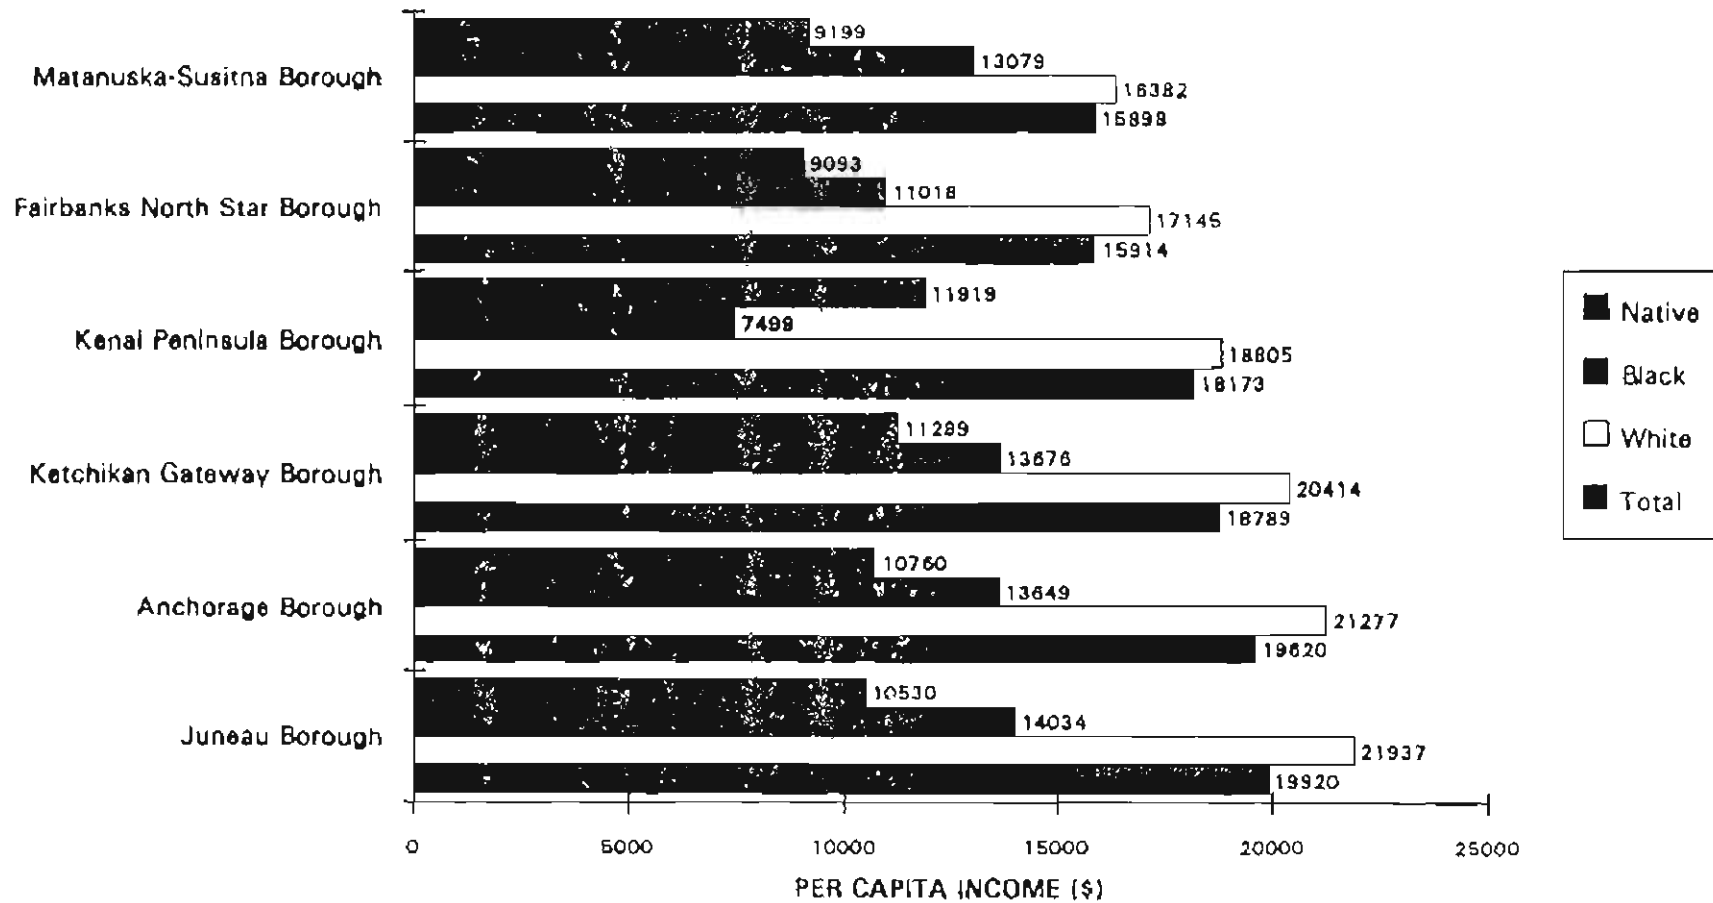 9199
13079
Matanuska-Susitna Borough
16382
15898
9093
11018
Fairbanks North Star Borough
17145
15914
11919
7499
Kenai Peninsula Borough
18805
18173
11289
13676
Ketchikan Gateway Borough
20414
18789
10760
13649
Anchorage Borough
21277
19620
10530
14034
Juneau Borough
21937
19920
Native
Black
White
Total
0 5000 10000 15000 20000 25000
PER CAPITA INCOME ($)